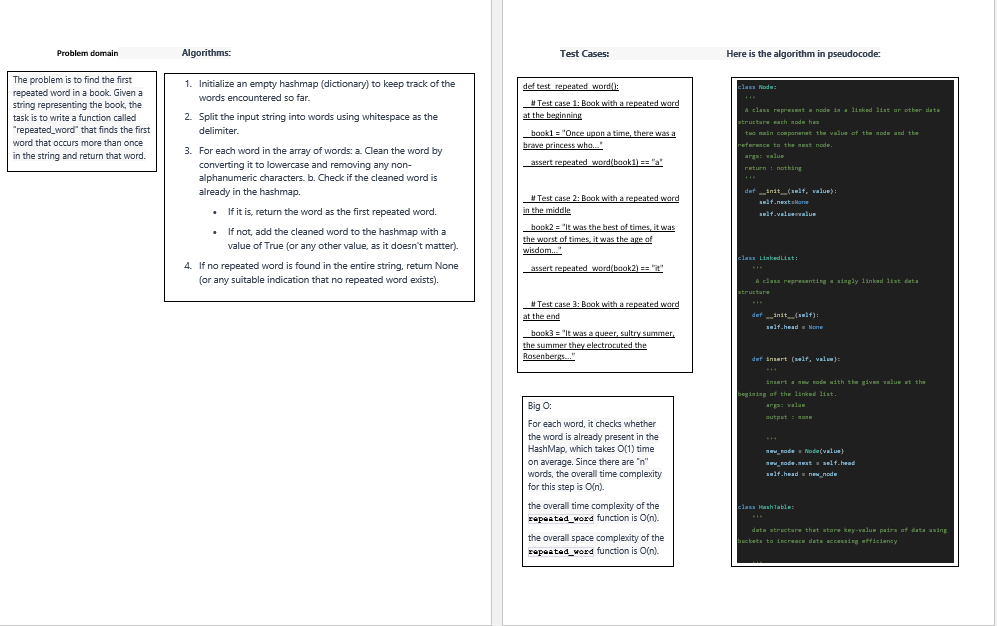 Problem domain
Algorithms:
The problem is to find the first
repeated word in a book. Given a
string representing the book, the
task is to write a function called
"repeated_word" that finds the first
word that occurs more than once
in the string and return that word.
1. Initialize an empty hashmap (dictionary) to keep track of the
words encountered so far.
2. Split the input string into words using whitespace as the
delimiter.
3. For each word in the array of words: a. Clean the word by
converting it to lowercase and removing any non-
alphanumeric characters. b. Check if the cleaned word is
already in the hashmap.
• If it is, return the word as the first repeated word.
• If not, add the cleaned word to the hashmap with a
value of True (or any other value, as it doesn't matter).
4. If no repeated word is found in the entire string, return None
(or any suitable indication that no repeated word exists).
Test Cases:
Here is the algorithm in pseudocode:
def test_repeated_word():
# Test case 1: Book with a repeated word
at the beginning
book1 = "Once upon a time, there was a
brave princess who..."
assert repeated_word(book1) == "a"
# Test case 2: Book with a repeated word
in the middle
book2 = "It was the best of times, it was
the worst of times, it was the age of
wisdom..."
assert repeated_word(book2) == "it"
# Test case 3: Book with a repeated word
at the end
book3 = "It was a queer, sultry summer,
the summer they electrocuted the
Rosenbergs..."
Big O:
For each word, it checks whether
the word is already present in the
HashMap, which takes O(1) time
on average. Since there are "n"
words, the overall time complexity
for this step is O(n).
the overall time complexity of the
repeated_word function is O(n).
the overall space complexity of the
repeated_word function is O(n).
class Node:
'''
A class represent a node in a linked list or other data
structure each node has
two main componenet the value of the node and the
reference to the next node.
args: value
return : nothing
'''
def __init__(self, value):
self.next=None
self.value=value
class LinkedList:
'''
A class representing a singly linked list data
structure
'''
def __init__(self):
self.head = None
def insert (self, value):
'''
insert a new node with the given value at the
begining of the linked list.
args: value
output : none
'''
new_node = Node(value)
new_node.next = self.head
self.head = new_node
class HashTable:
'''
data structure that store key-value pairs of data using
buckets to increace data accessing efficiency
'''